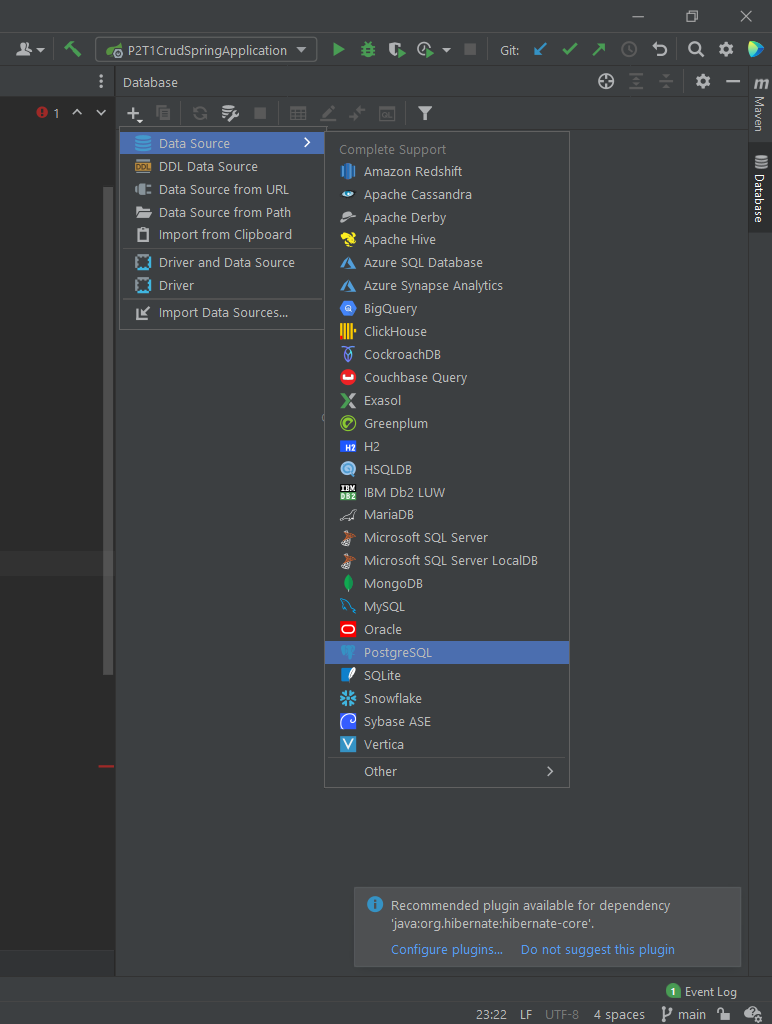 P2T1CrudSpringApplication
Git:
Database
1
Data Source
DDL Data Source
Data Source from URL
Data Source from Path
Import from Clipboard
Driver and Data Source
Driver
Import Data Sources...
Complete Support
Amazon Redshift
Apache Cassandra
Apache Derby
Apache Hive
Azure SQL Database
Azure Synapse Analytics
BigQuery
ClickHouse
CockroachDB
Couchbase Query
Exasol
Greenplum
H2 H2
HSQLDB
IBM DB2 IBM Db2 LUW
MariaDB
Microsoft SQL Server
Microsoft SQL Server LocalDB
MongoDB
MySQL
Oracle
PostgreSQL
SQLite
Snowflake
Sybase ASE
Vertica
Other
m
Maven
Database
Recommended plugin available for dependency
'java:org.hibernate:hibernate-core'.
Configure plugins... Do not suggest this plugin
1 Event Log
23:22 LF UTF-8 4 spaces main